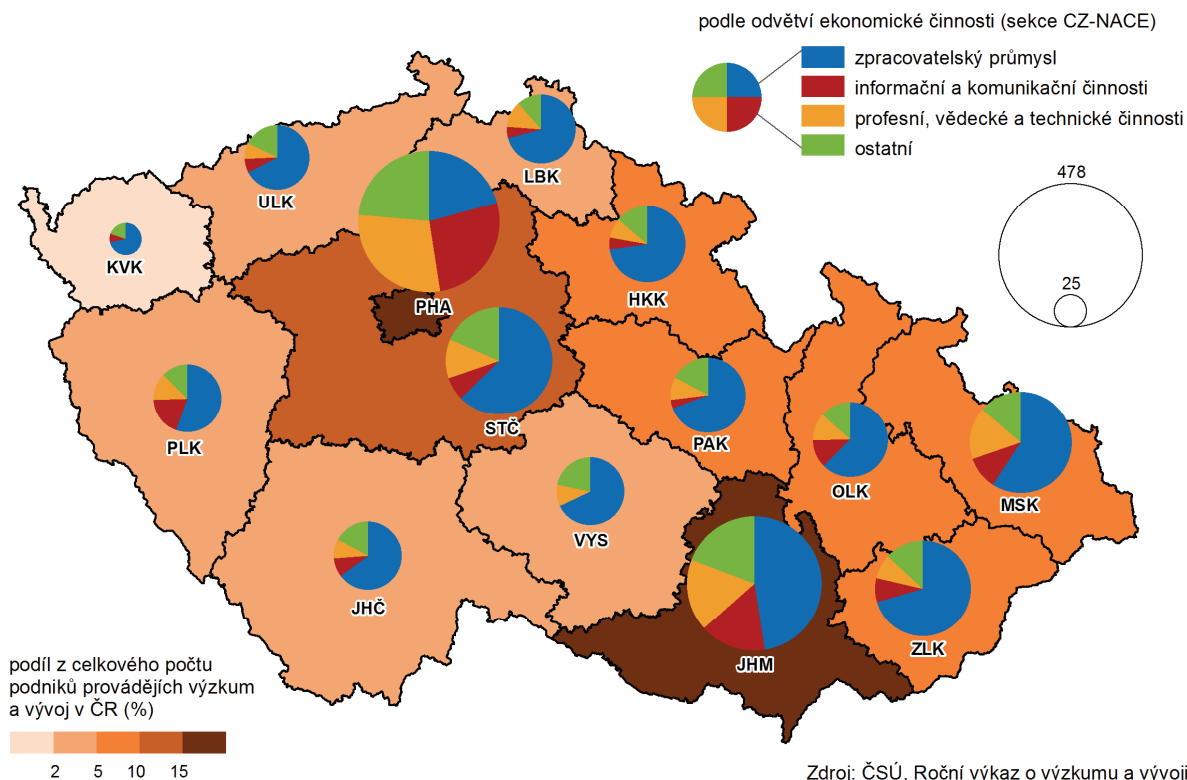 podle odvětví ekonomické činnosti (sekce CZ-NACE)
zpracovatelský průmysl
informační a komunikační činnosti
profesní, vědecké a technické činnosti
ostatní
478
25
LBK
ULK
KVK
PHA
HKK
STČ
PLK
PAK
OLK
MSK
VYS
JHČ
ZLK
JHM
podíl z celkového počtu
podniků provádějích výzkum
a vývoj v ČR (%)
2 5 10 15
Zdroj: ČSÚ, Roční výkaz o výzkumu a vývoji